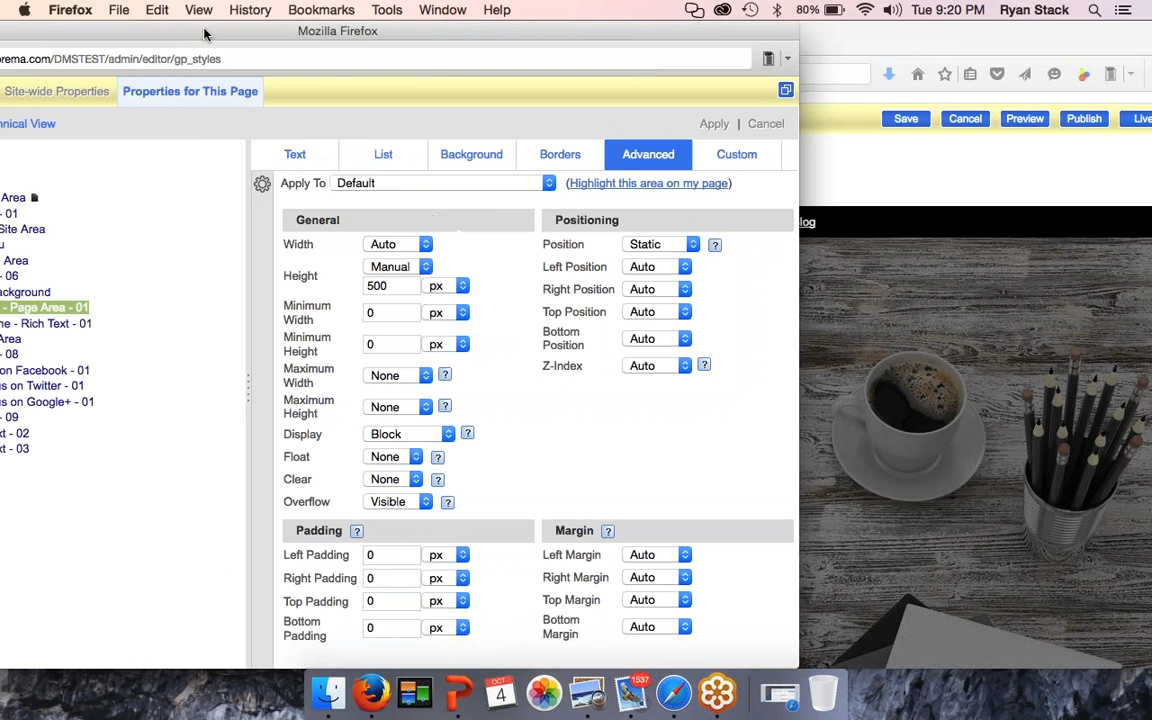 Firefox File Edit View History Bookmarks Tools Window Help 80% Tue 9:20 PM Ryan Stack
Mozilla Firefox
orema.com/DMSTEST/admin/editor/gp_styles
Site-wide Properties Properties for This Page
Save Cancel Preview Publish Live
hnical View
Apply | Cancel
Text List Background Borders Advanced Custom
Apply To Default (Highlight this area on my page)
Area
- 01
Site Area
u
Area
- 06
ackground
- Page Area - 01
ne - Rich Text - 01
Area
- 08
on Facebook - 01
us on Twitter - 01
us on Google+ - 01
- 09
xt - 02
xt - 03
General
Width Auto
Height Manual
500 px
Minimum Width 0 px
Minimum Height 0 px
Maximum Width None ?
Maximum Height None ?
Display Block ?
Float None ?
Clear None ?
Overflow Visible ?
Positioning
Position Static ?
Left Position Auto
Right Position Auto
Top Position Auto
Bottom Position Auto
Z-Index Auto ?
Padding ?
Left Padding 0 px
Right Padding 0 px
Top Padding 0 px
Bottom Padding 0 px
Margin ?
Left Margin Auto
Right Margin Auto
Top Margin Auto
Bottom Margin Auto
log
OCT
4
1537